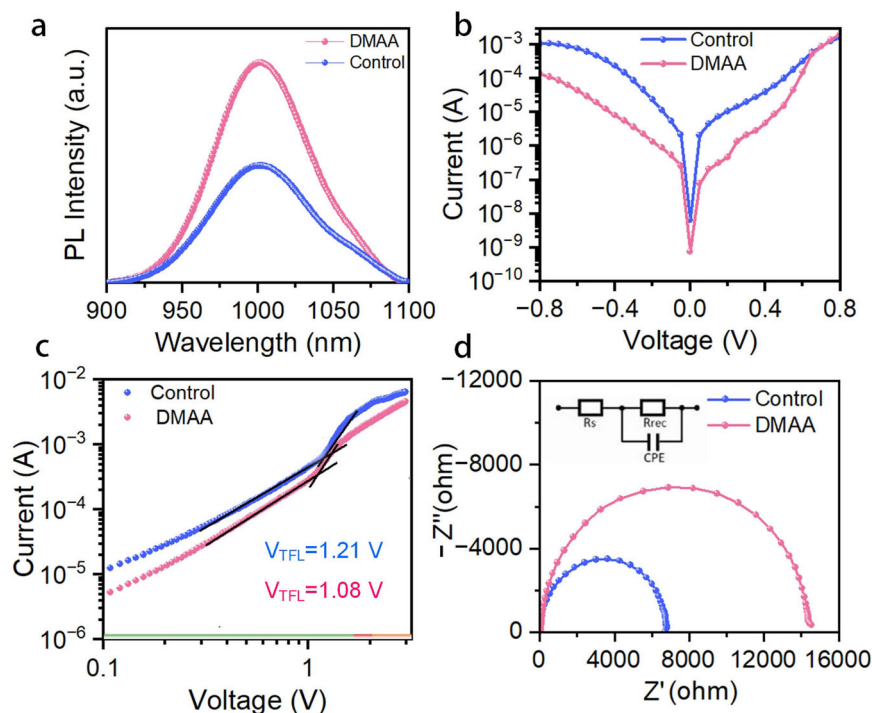 a
PL Intensity (a.u.)
DMAA
Control
900 950 1000 1050 1100
Wavelength (nm)
b
Current (A)
10⁻³
10⁻⁴
10⁻⁵
10⁻⁶
10⁻⁷
10⁻⁸
10⁻⁹
10⁻¹⁰
Control
DMAA
−0.8 −0.4 0.0 0.4 0.8
Voltage (V)
c
Current (A)
10⁻²
10⁻³
10⁻⁴
10⁻⁵
10⁻⁶
Control
DMAA
V_TFL=1.21 V
V_TFL=1.08 V
0.1 1
Voltage (V)
d
−Z''(ohm)
−12000
−8000
−4000
0
Rs Rrec
CPE
Control
DMAA
0 4000 8000 12000 16000
Z' (ohm)